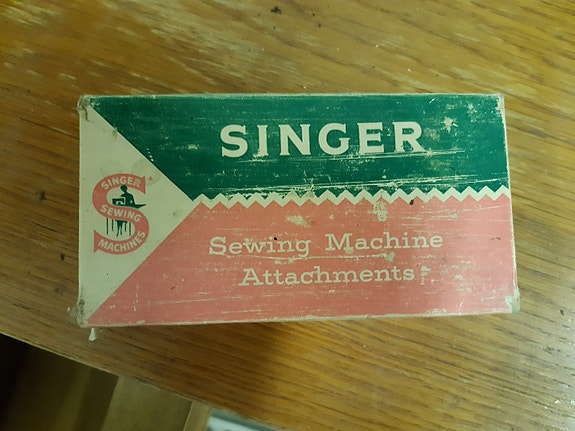 SINGER
SINGER
SEWING
MACHINES
Sewing Machine
Attachments